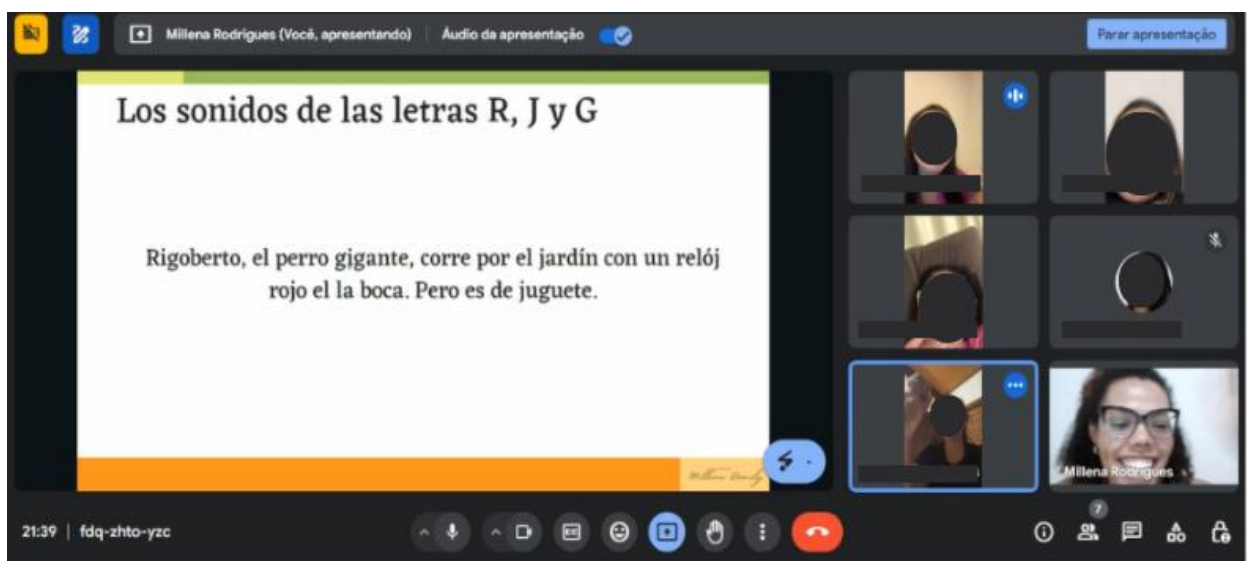 Millena Rodrigues (Você, apresentando) Áudio da apresentação
Parar apresentação
Los sonidos de las letras R, J y G
Rigoberto, el perro gigante, corre por el jardín con un relój
rojo el la boca. Pero es de juguete.
Millena Rodrigues
21:39 | fdq-zhto-yzc
7